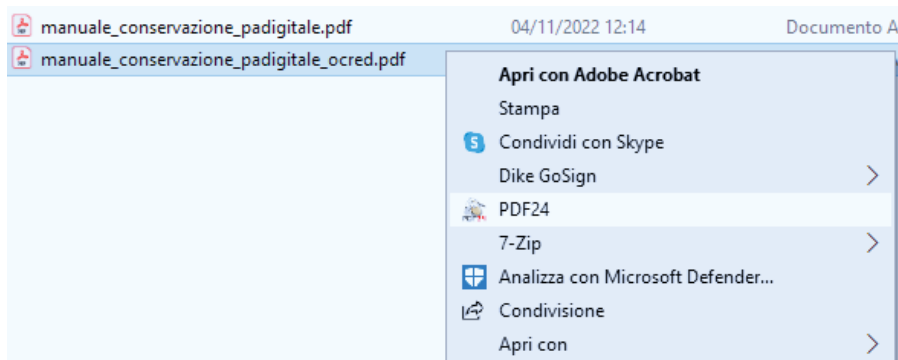 manuale_conservazione_padigitale.pdf 04/11/2022 12:14 Documento A
manuale_conservazione_padigitale_ocred.pdf
Apri con Adobe Acrobat
Stampa
Condividi con Skype
Dike GoSign
PDF24
7-Zip
Analizza con Microsoft Defender...
Condivisione
Apri con